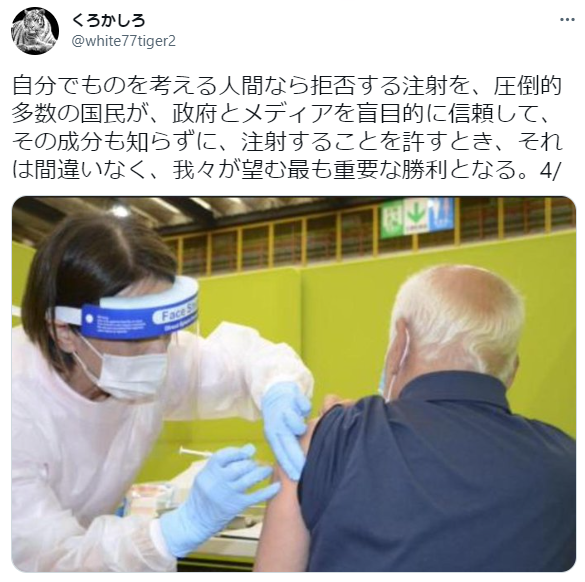 くろかしろ
@white77tiger2
自分でものを考える人間なら拒否する注射を、圧倒的
多数の国民が、政府とメディアを盲目的に信頼して、
その成分も知らずに、注射することを許すとき、それ
は間違いなく、我々が望む最も重要な勝利となる。4/
Face S